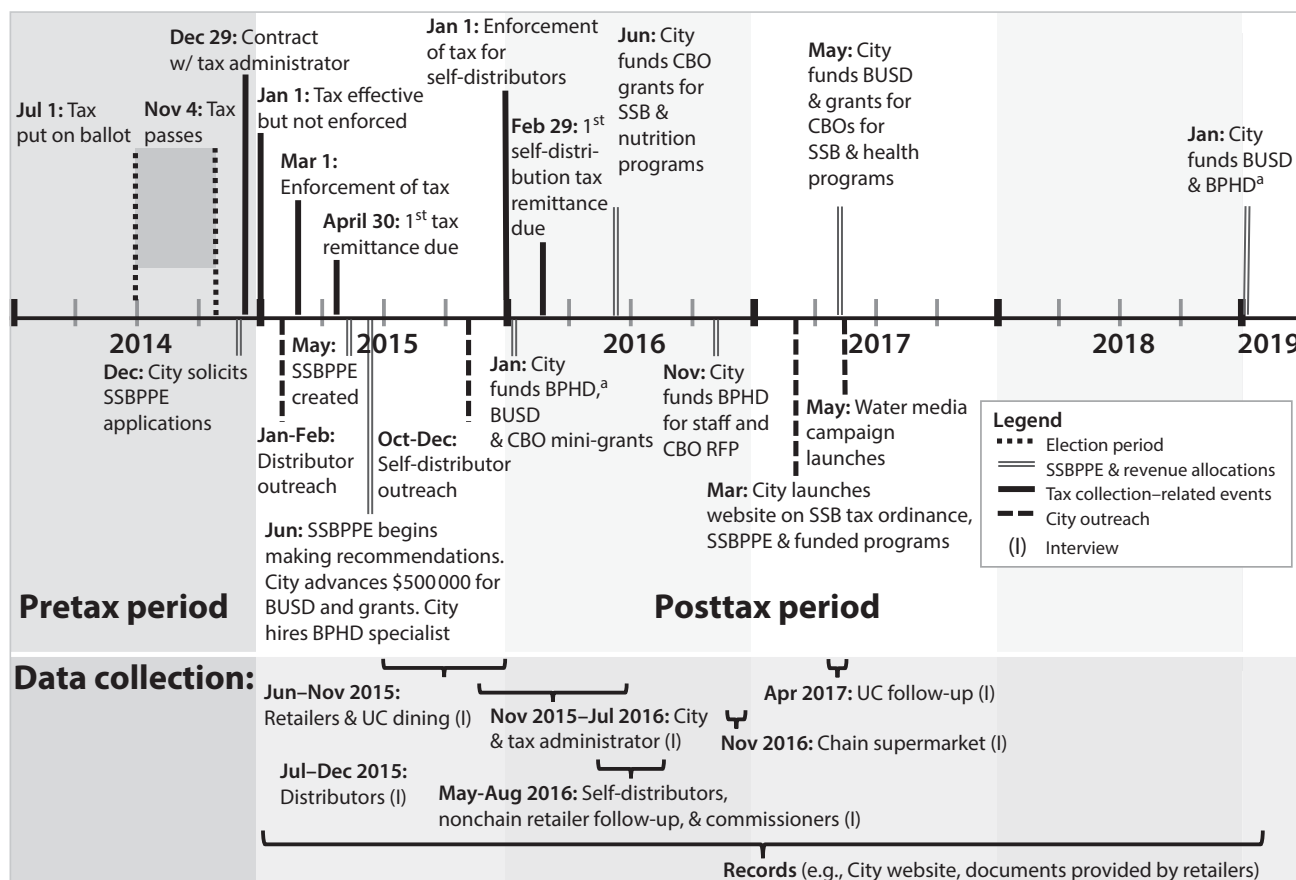 Dec 29: Contract
w/ tax administrator
Jan 1: Enforcement
of tax for
self-distributors
Jun: City
funds CBO
grants for
SSB &
nutrition
programs
May: City
funds BUSD
& grants for
CBOs for
SSB & health
programs
Jul 1: Tax
put on ballot
Nov 4: Tax
passes
Jan 1: Tax effective
but not enforced
Feb 29: 1st
self-distri-
bution tax
remittance
due
Jan: City
funds BUSD
& BPHDa
Mar 1:
Enforcement of tax
April 30: 1st tax
remittance due
2014
2015
2016
2017
2018
2019
Dec: City solicits
SSBPPE
applications
May:
SSBPPE
created
Jan-Feb:
Distributor
outreach
Oct-Dec:
Self-distributor
outreach
Jan: City
funds BPHD,a
BUSD
& CBO mini-grants
Nov: City
funds BPHD
for staff and
CBO RFP
May: Water media
campaign
launches
Mar: City launches
website on SSB tax ordinance,
SSBPPE & funded programs
Jun: SSBPPE begins
making recommendations.
City advances $500 000 for
BUSD and grants. City
hires BPHD specialist
Legend
Election period
SSBPPE & revenue allocations
Tax collection–related events
City outreach
(I) Interview
Pretax period
Posttax period
Data collection:
Jun–Nov 2015:
Retailers & UC dining (I)
Nov 2015–Jul 2016: City
& tax administrator (I)
Apr 2017: UC follow-up (I)
Nov 2016: Chain supermarket (I)
Jul–Dec 2015:
Distributors (I)
May-Aug 2016: Self-distributors,
nonchain retailer follow-up, & commissioners (I)
Records (e.g., City website, documents provided by retailers)